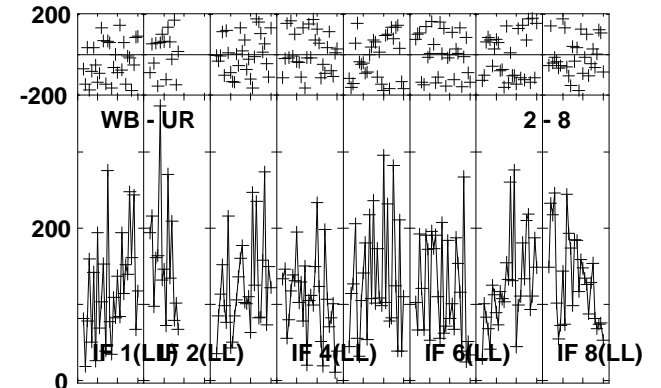 200
-200
WB - UR 2 - 8
200
IF 1(LL) IF 2(LL) IF 4(LL) IF 6(LL) IF 8(LL)
0